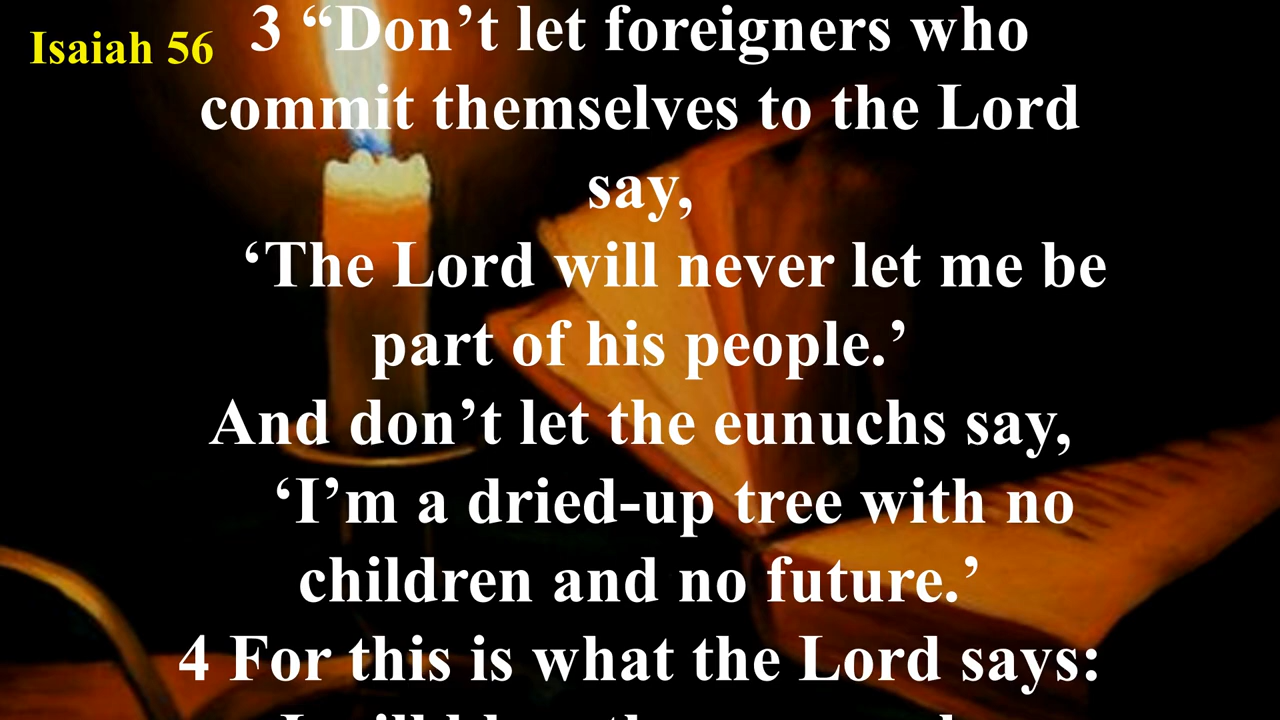 Isaiah 56
3 “Don’t let foreigners who
commit themselves to the Lord
say,
‘The Lord will never let me be
part of his people.’
And don’t let the eunuchs say,
‘I’m a dried-up tree with no
children and no future.’
4 For this is what the Lord says: